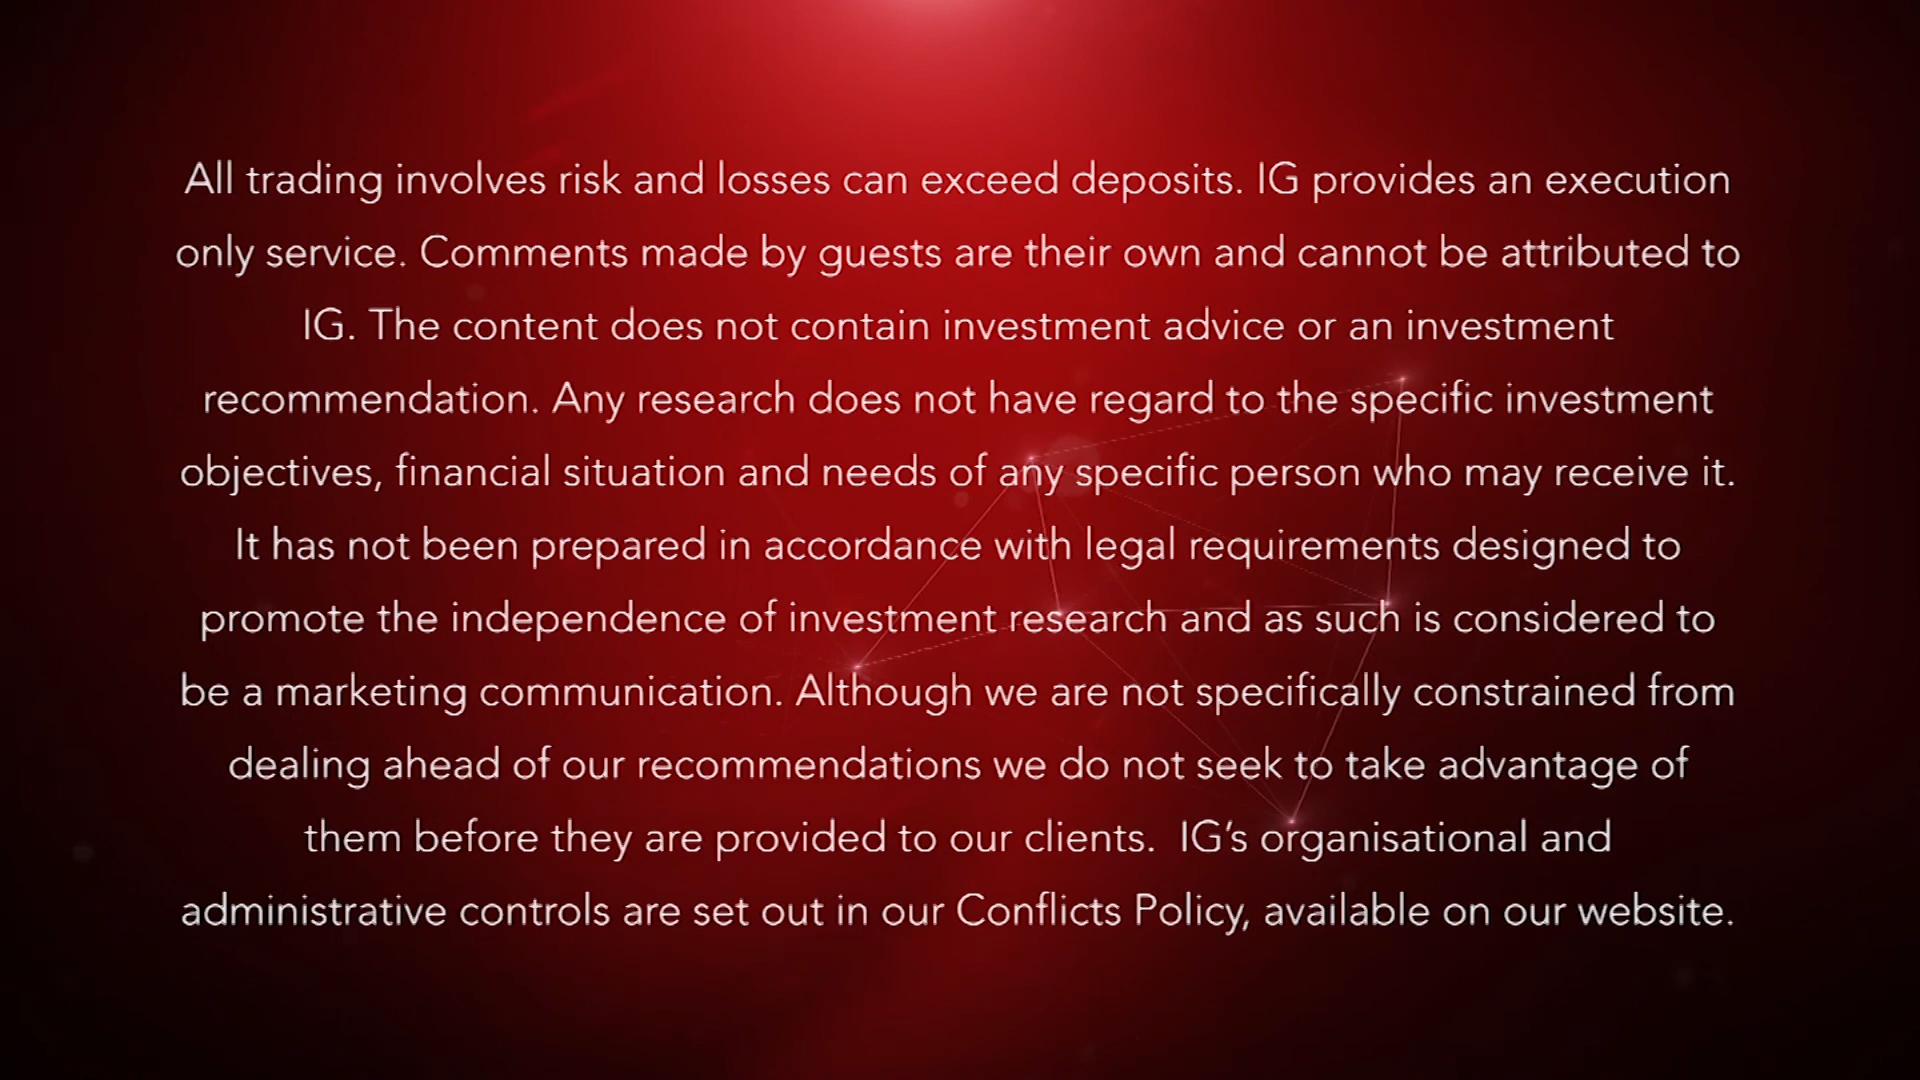 All trading involves risk and losses can exceed deposits. IG provides an execution
only service. Comments made by guests are their own and cannot be attributed to
IG. The content does not contain investment advice or an investment
recommendation. Any research does not have regard to the specific investment
objectives, financial situation and needs of any specific person who may receive it.
It has not been prepared in accordance with legal requirements designed to
promote the independence of investment research and as such is considered to
be a marketing communication. Although we are not specifically constrained from
dealing ahead of our recommendations we do not seek to take advantage of
them before they are provided to our clients.  IG’s organisational and
administrative controls are set out in our Conflicts Policy, available on our website.